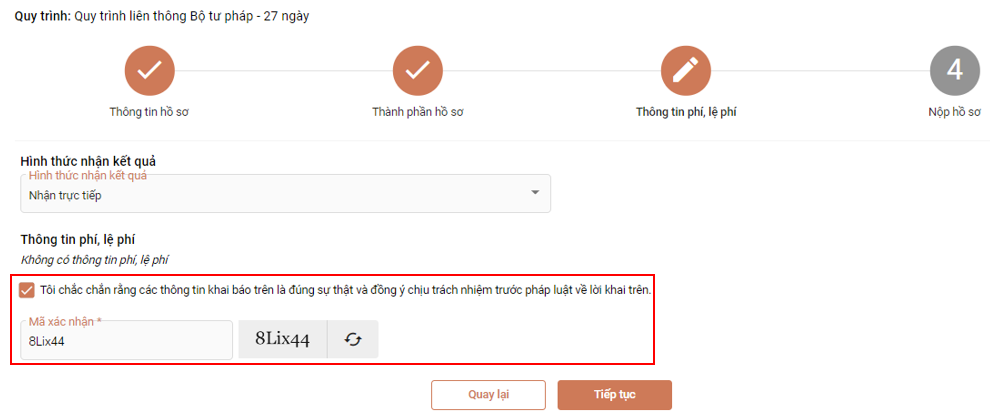 Quy trình: Quy trình liên thông Bộ tư pháp - 27 ngày
4
Thông tin hồ sơ
Thành phần hồ sơ
Thông tin phí, lệ phí
Nộp hồ sơ
Hình thức nhận kết quả
Hình thức nhận kết quả
Nhận trực tiếp
Thông tin phí, lệ phí
Không có thông tin phí, lệ phí
Tôi chắc chắn rằng các thông tin khai báo trên là đúng sự thật và đồng ý chịu trách nhiệm trước pháp luật về lời khai trên.
Mã xác nhận *
8Lix44
8Lix44
Quay lại
Tiếp tục